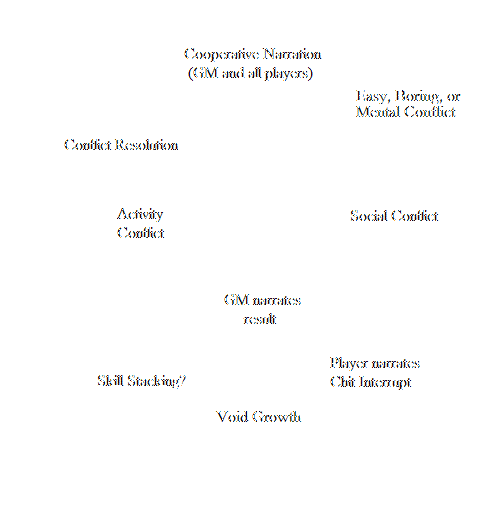 Cooperative Narration
(GM and all players)
Easy, Boring, or
Mental Conflict
Conflict Resolution
Activity
Conflict
Social Conflict
GM narrates
result
Player narrates
Chit Interrupt
Skill Stacking?
Void Growth